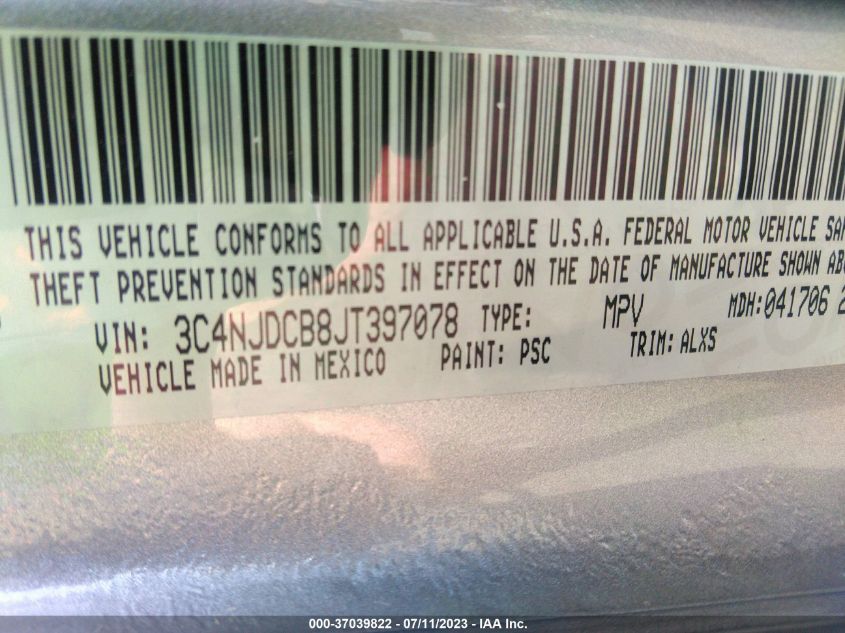 THIS VEHICLE CONFORMS TO ALL APPLICABLE U.S.A. FEDERAL MOTOR VEHICLE
THEFT PREVENTION STANDARDS IN EFFECT ON THE DATE OF MANUFACTURE SHOWN
VIN: 3C4NJDCB8JT397078 TYPE: MPV MDH:041706
VEHICLE MADE IN MEXICO PAINT: PSC TRIM: ALXS
000-37039822 - 07/11/2023 - IAA Inc.